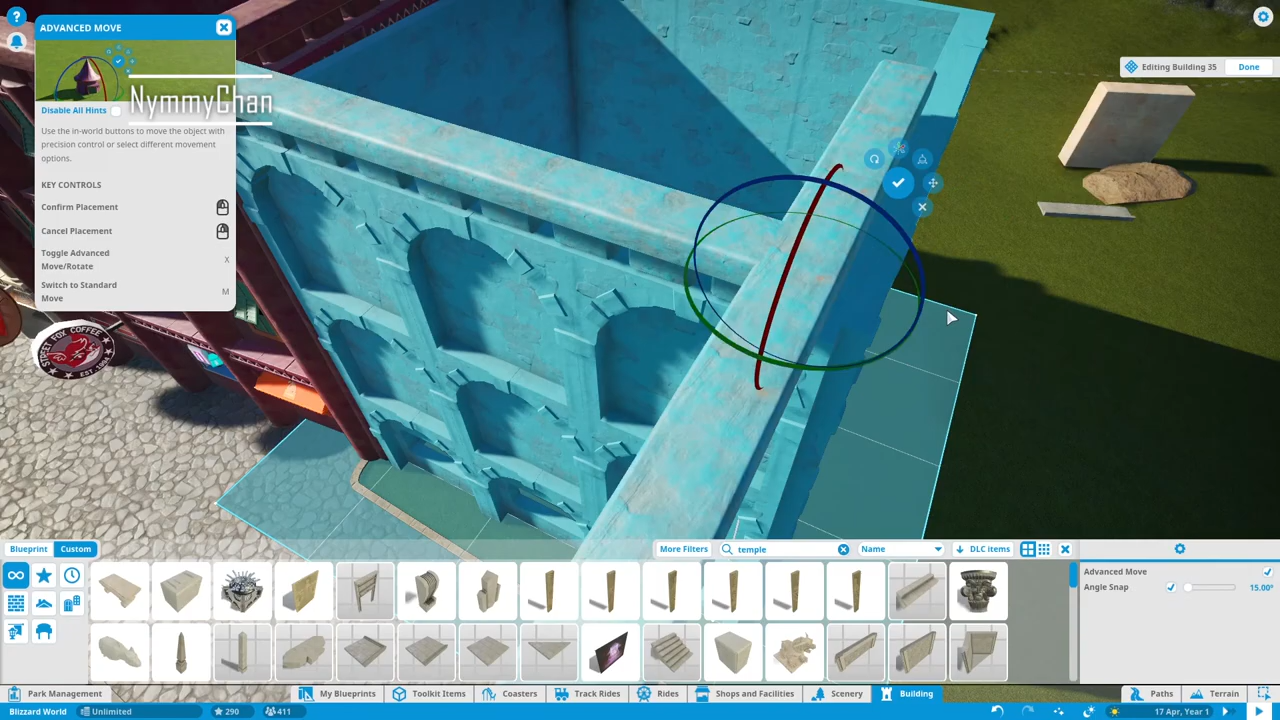 ADVANCED MOVE
NymmyChan
Disable All Hints
Use the in-world buttons to move the object with
precision control or select different movement
options.
KEY CONTROLS
Confirm Placement
Cancel Placement
Toggle Advanced
Move/Rotate
X
Switch to Standard
Move
M
Editing Building 35
Done
STREET FOX COFFEE
EST. 1984
Blueprint
Custom
More Filters
temple
Name
DLC items
Advanced Move
Angle Snap
15.00°
Park Management
My Blueprints
Toolkit Items
Coasters
Track Rides
Rides
Shops and Facilities
Scenery
Building
Paths
Terrain
Blizzard World
Unlimited
290
411
17 Apr, Year 1